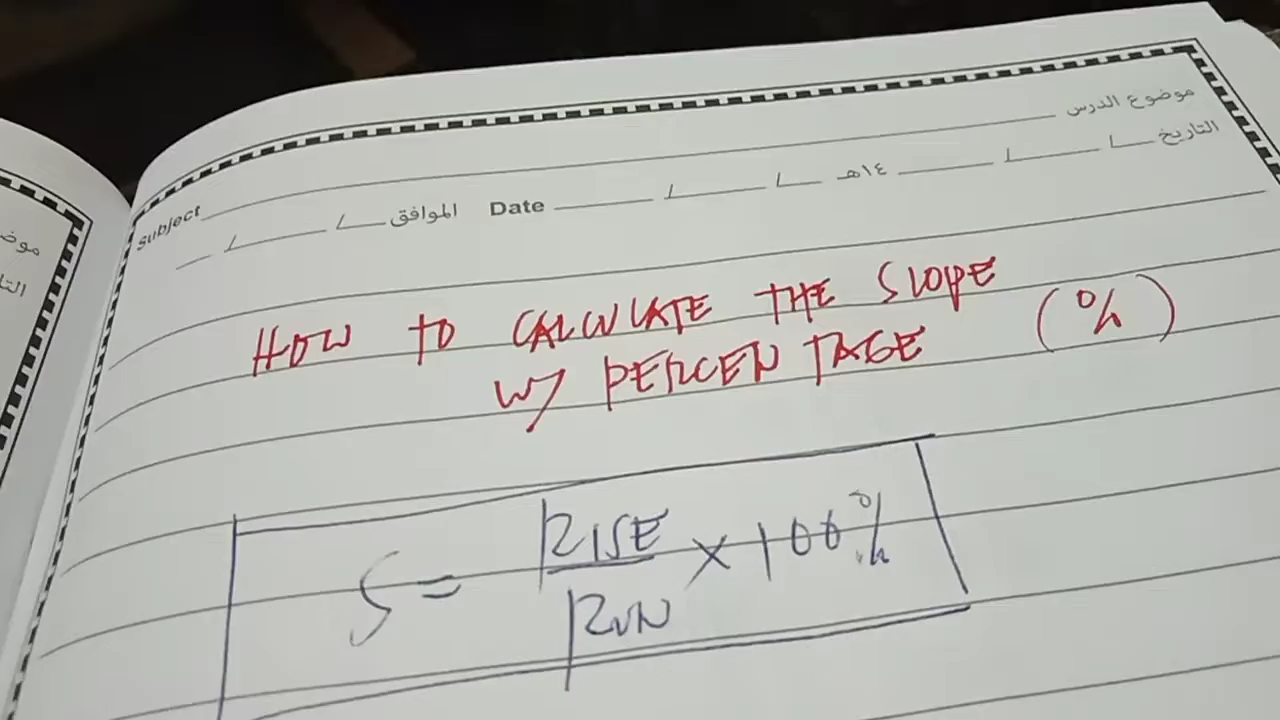 موضوع الدرس
التاريخ / / ١٤هـ Date / / الموافق / /
Subject
HOW TO CALCULATE THE SLOPE
W/ PERCENTAGE (%)
S = RISE / RUN × 100%